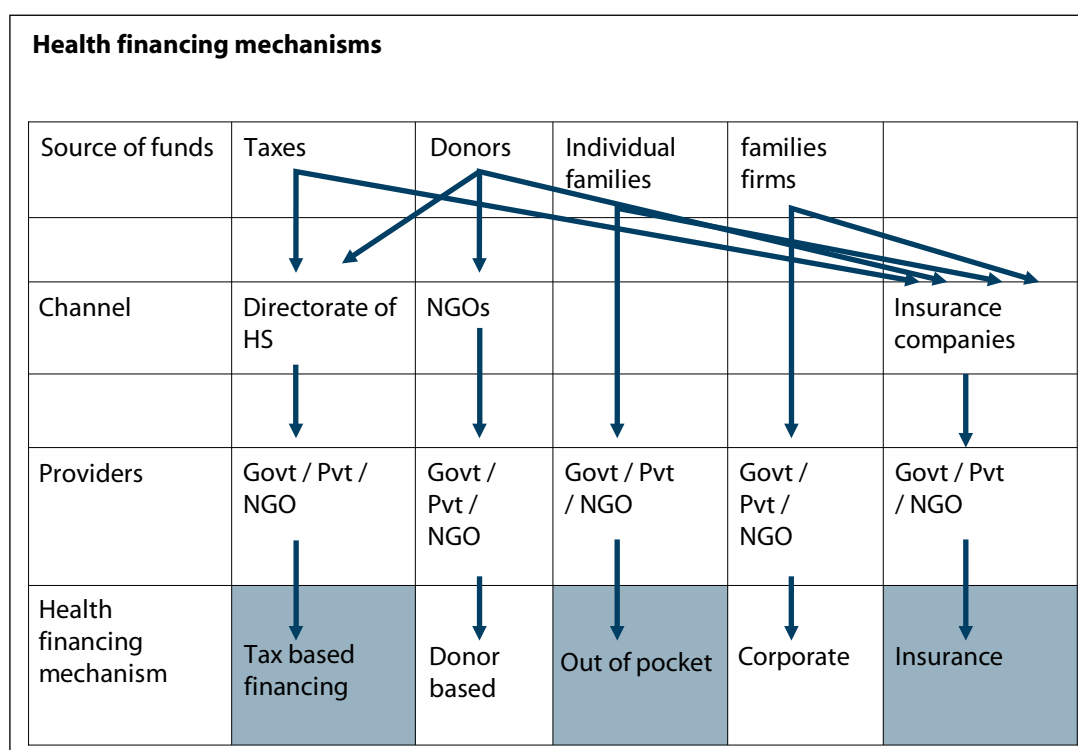 Health financing mechanisms
Source of funds
Taxes
Donors
Individual
families
families
firms
Channel
Directorate of
HS
NGOs
Insurance
companies
Providers
Govt / Pvt /
NGO
Govt /
Pvt /
NGO
Govt / Pvt
/ NGO
Govt /
Pvt /
NGO
Govt / Pvt
/ NGO
Health
financing
mechanism
Tax based
financing
Donor
based
Out of pocket
Corporate
Insurance